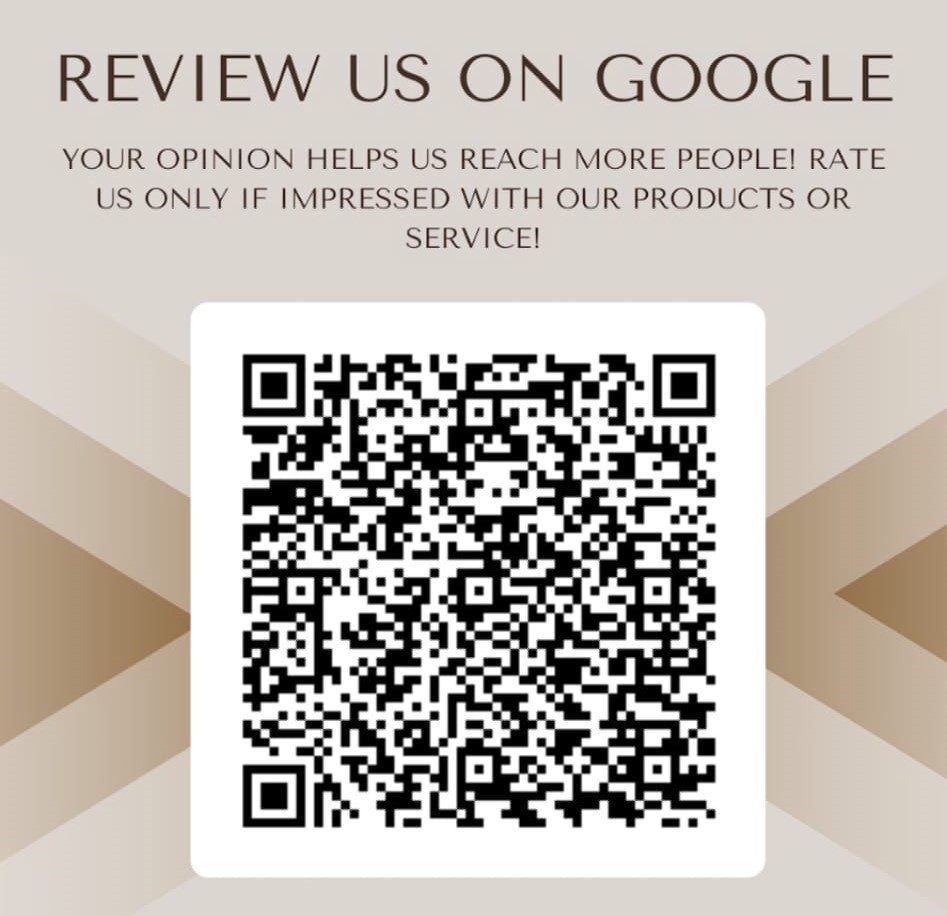 REVIEW US ON GOOGLE
YOUR OPINION HELPS US REACH MORE PEOPLE! RATE
US ONLY IF IMPRESSED WITH OUR PRODUCTS OR
SERVICE!